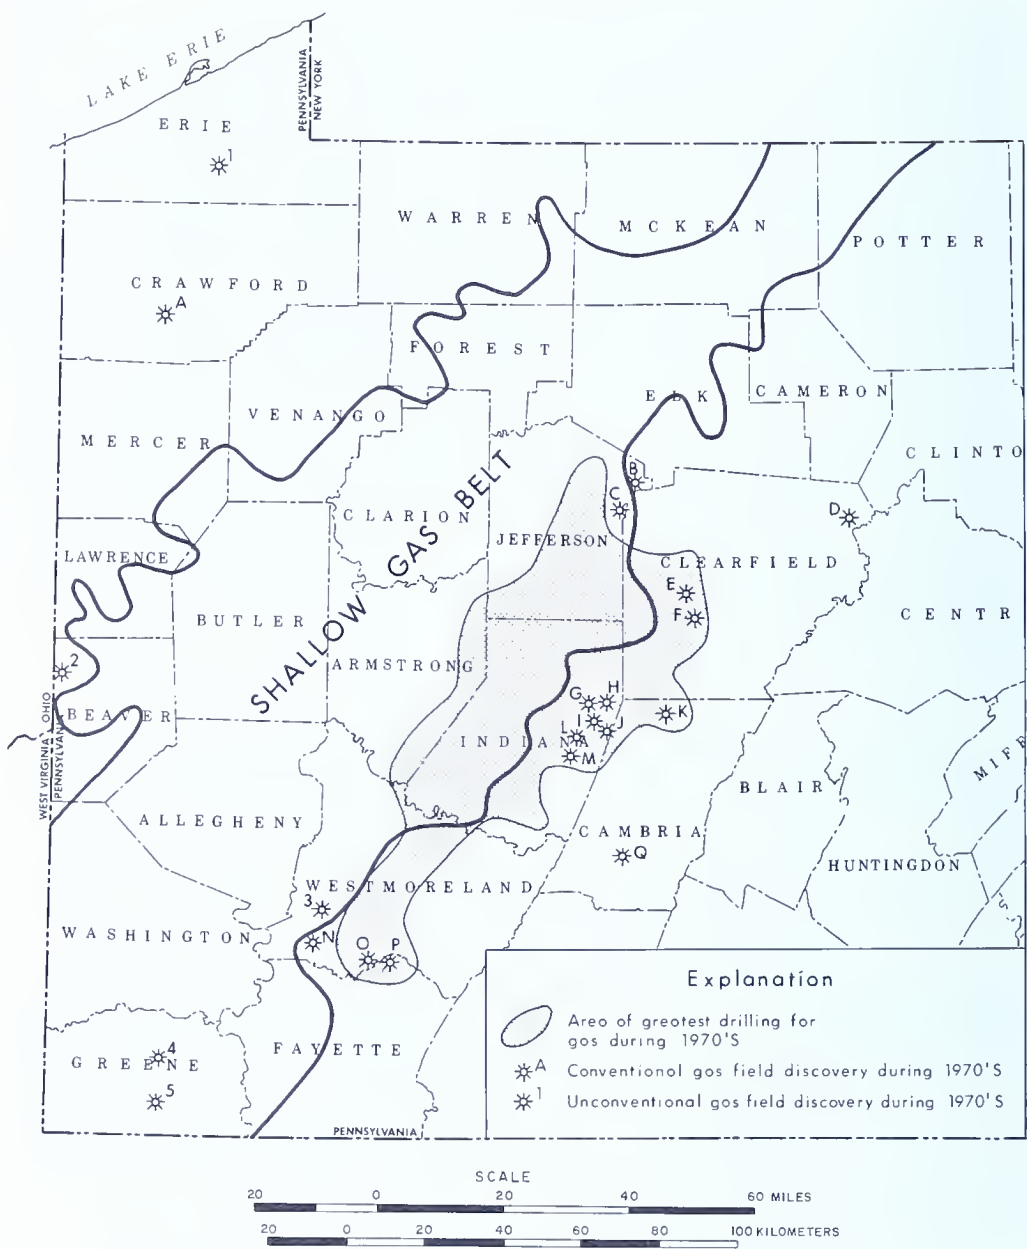 LAKE ERIE
PENNSYLVANIA
NEW YORK
ERIE
1
WARREN
MCKEAN
POTTER
CRAWFORD
A
FOREST
ELK
CAMERON
VENANGO
MERCER
CLINTO
B
C
D
SHALLOW GAS BELT
CLARION
JEFFERSON
LAWRENCE
CLEARFIELD
E
F
BUTLER
CENTR
ARMSTRONG
2
BEAVER
G
H
I
J
K
L
M
INDIANA
WEST VIRGINIA OHIO
PENNSYLVANIA
MIFF
BLAIR
ALLEGHENY
CAMBRIA
Q
HUNTINGDON
WESTMORELAND
3
N
O
P
WASHINGTON
GREENE
4
5
FAYETTE
PENNSYLVANIA
Explanation
Area of greatest drilling for
gas during 1970'S
A Conventional gas field discovery during 1970'S
1 Unconventional gas field discovery during 1970'S
SCALE
20 0 20 40 60 MILES
20 0 20 40 60 80 100 KILOMETERS